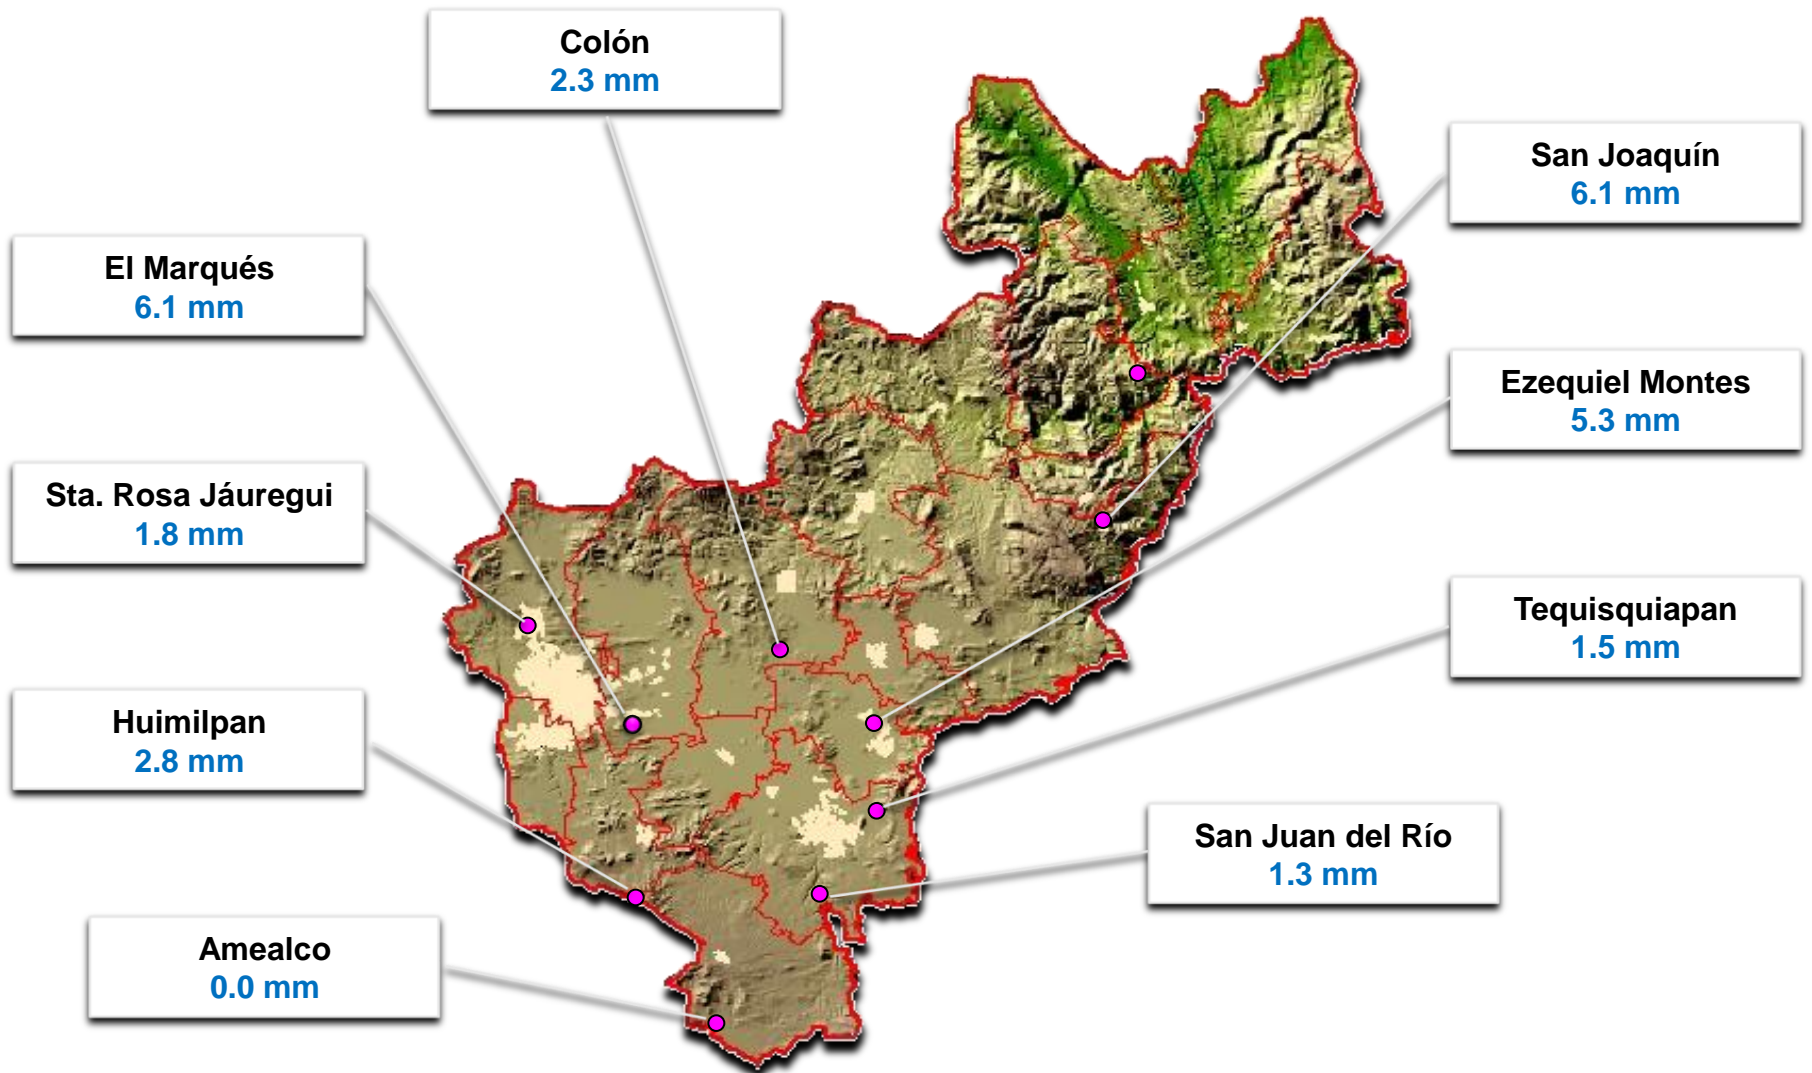 Colón
2.3 mm
San Joaquín
6.1 mm
El Marqués
6.1 mm
Ezequiel Montes
5.3 mm
Sta. Rosa Jáuregui
1.8 mm
Tequisquiapan
1.5 mm
Huimilpan
2.8 mm
San Juan del Río
1.3 mm
Amealco
0.0 mm